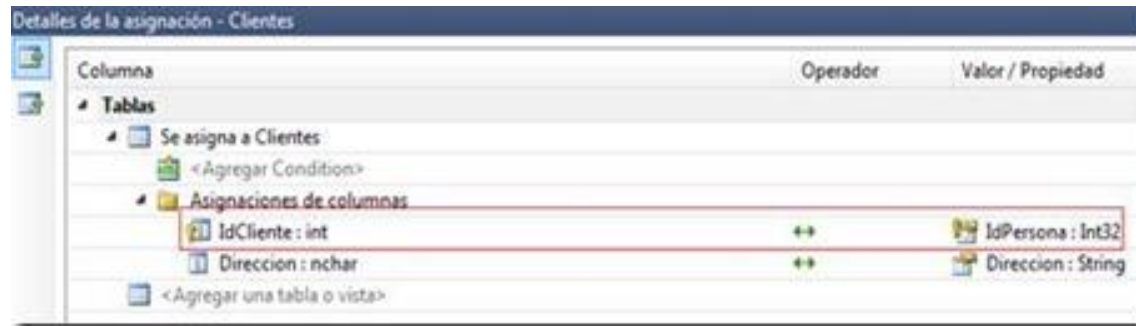 Detalles de la asignación - Clientes
Columna Operador Valor / Propiedad
Tablas
Se asigna a Clientes
<Agregar Condition>
Asignaciones de columnas
IdCliente : int ↔ IdPersona : Int32
Direccion : nchar ↔ Direccion : String
<Agregar una tabla o vista>